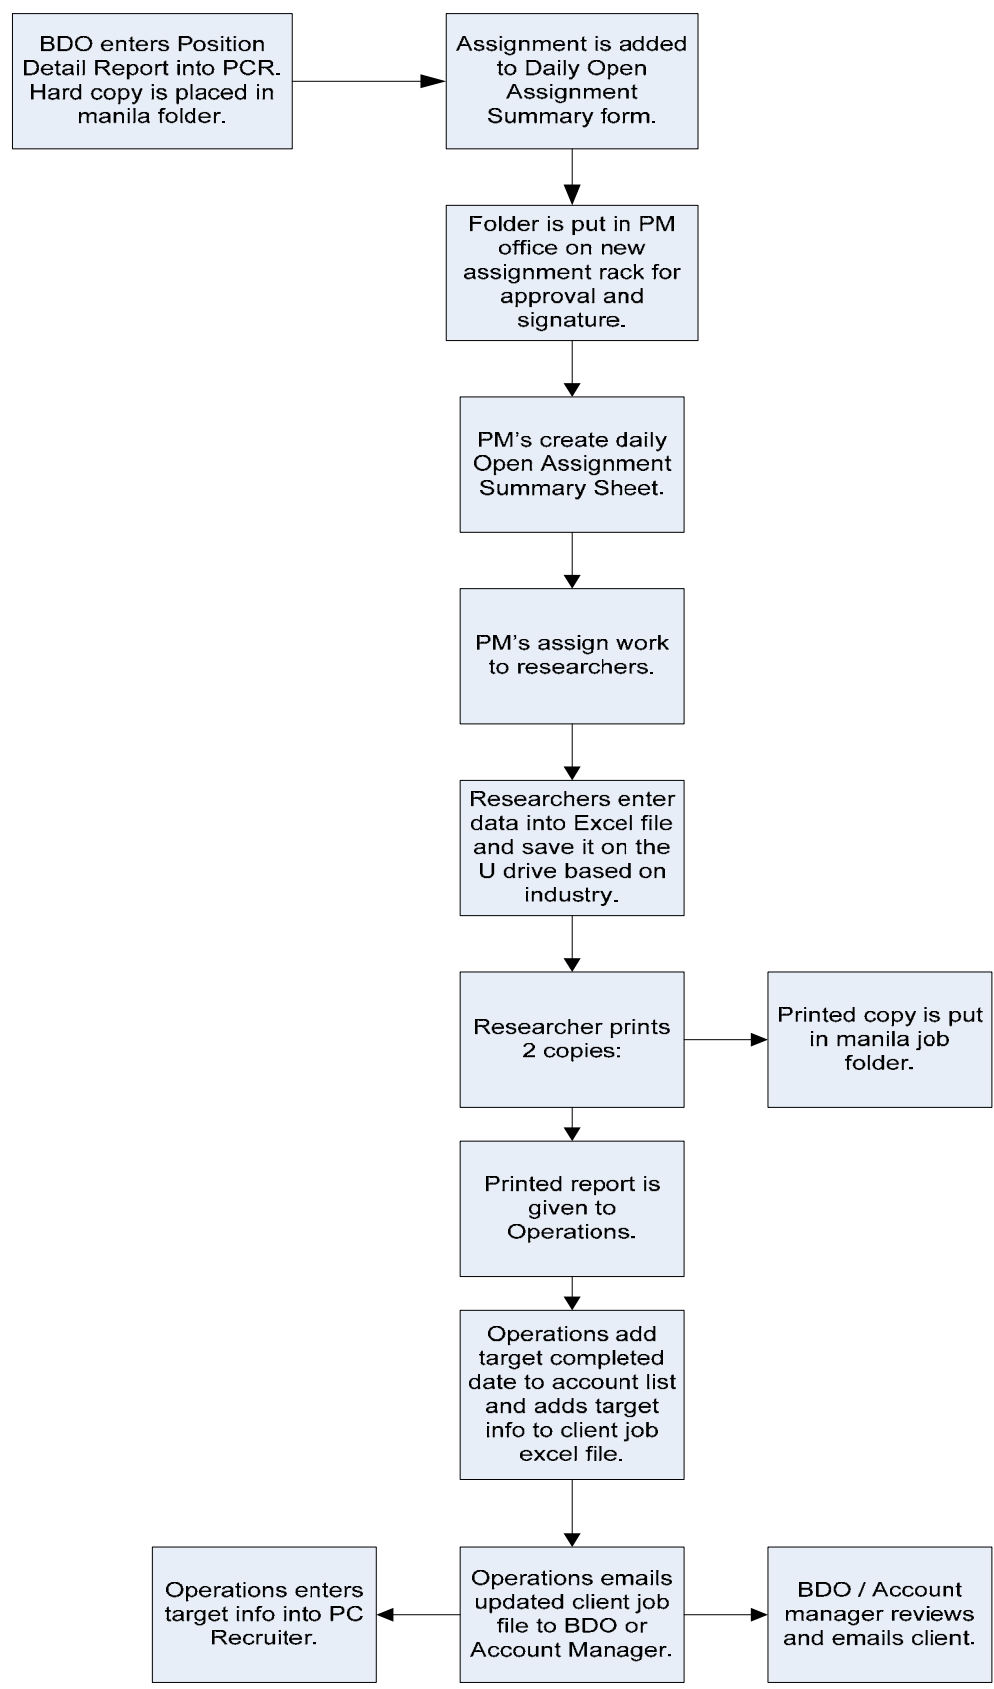 BDO enters Position
Detail Report into PCR.
Hard copy is placed in
manila folder.
Assignment is added
to Daily Open
Assignment
Summary form.
Folder is put in PM
office on new
assignment rack for
approval and
signature.
PM’s create daily
Open Assignment
Summary Sheet.
PM’s assign work
to researchers.
Researchers enter
data into Excel file
and save it on the
U drive based on
industry.
Researcher prints
2 copies:
Printed copy is put
in manila job
folder.
Printed report is
given to
Operations.
Operations add
target completed
date to account list
and adds target
info to client job
excel file.
Operations enters
target info into PC
Recruiter.
Operations emails
updated client job
file to BDO or
Account Manager.
BDO / Account
manager reviews
and emails client.